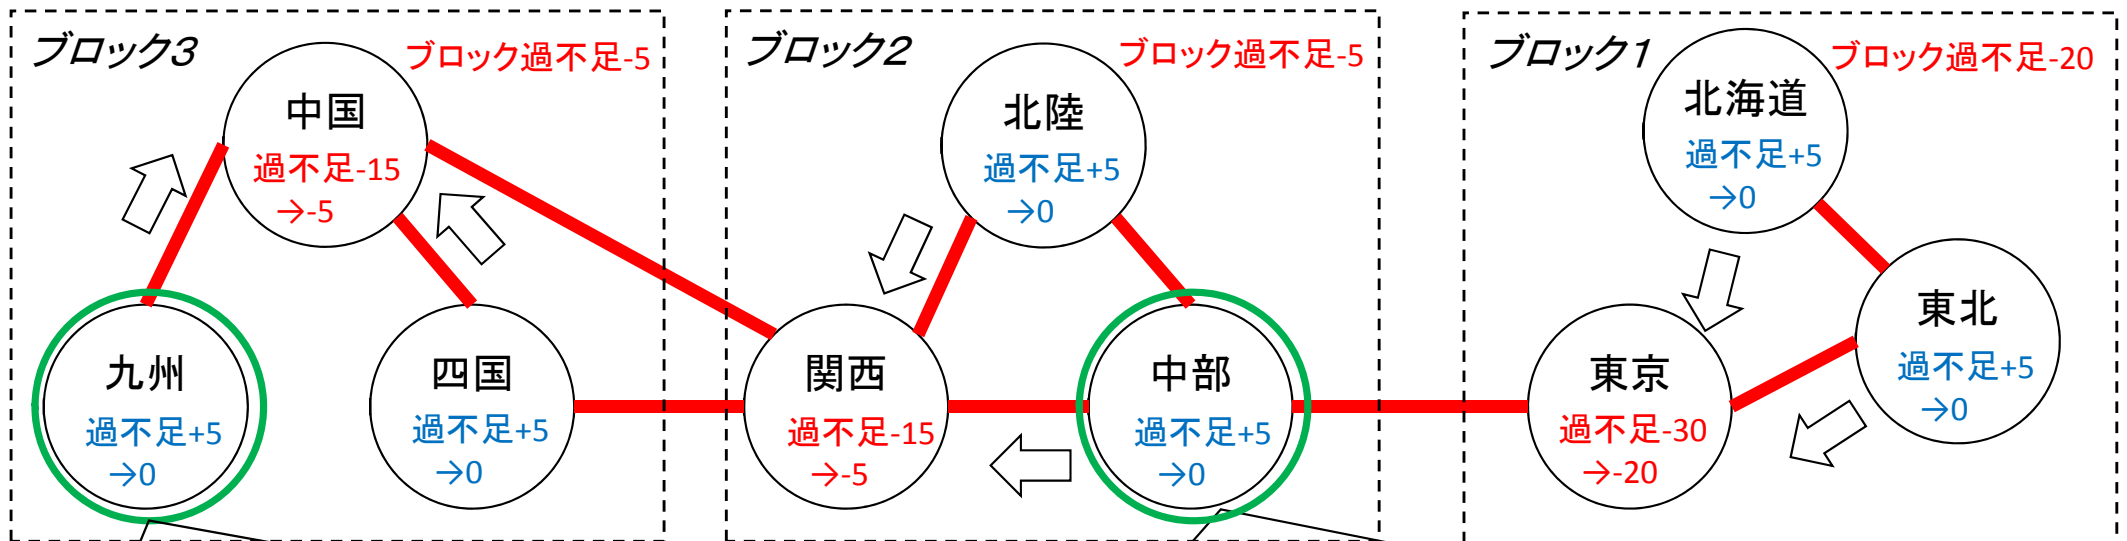 ブロック3
ブロック過不足-5
中国
過不足-15
→-5
九州
過不足+5
→0
四国
過不足+5
→0
ブロック2
ブロック過不足-5
北陸
過不足+5
→0
関西
過不足-15
→-5
中部
過不足+5
→0
ブロック1
ブロック過不足-20
北海道
過不足+5
→0
東北
過不足+5
→0
東京
過不足-30
→-20